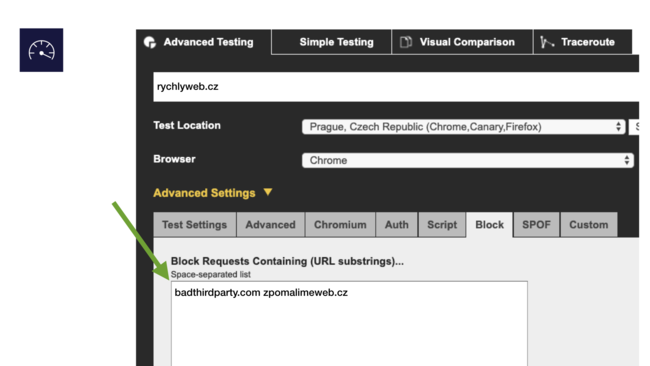 Advanced Testing Simple Testing Visual Comparison Traceroute
rychlyweb.cz
Test Location Prague, Czech Republic (Chrome,Canary,Firefox)
Browser Chrome
Advanced Settings ▼
Test Settings Advanced Chromium Auth Script Block SPOF Custom
Block Requests Containing (URL substrings)...
Space-separated list
badthirdparty.com zpomalimeweb.cz